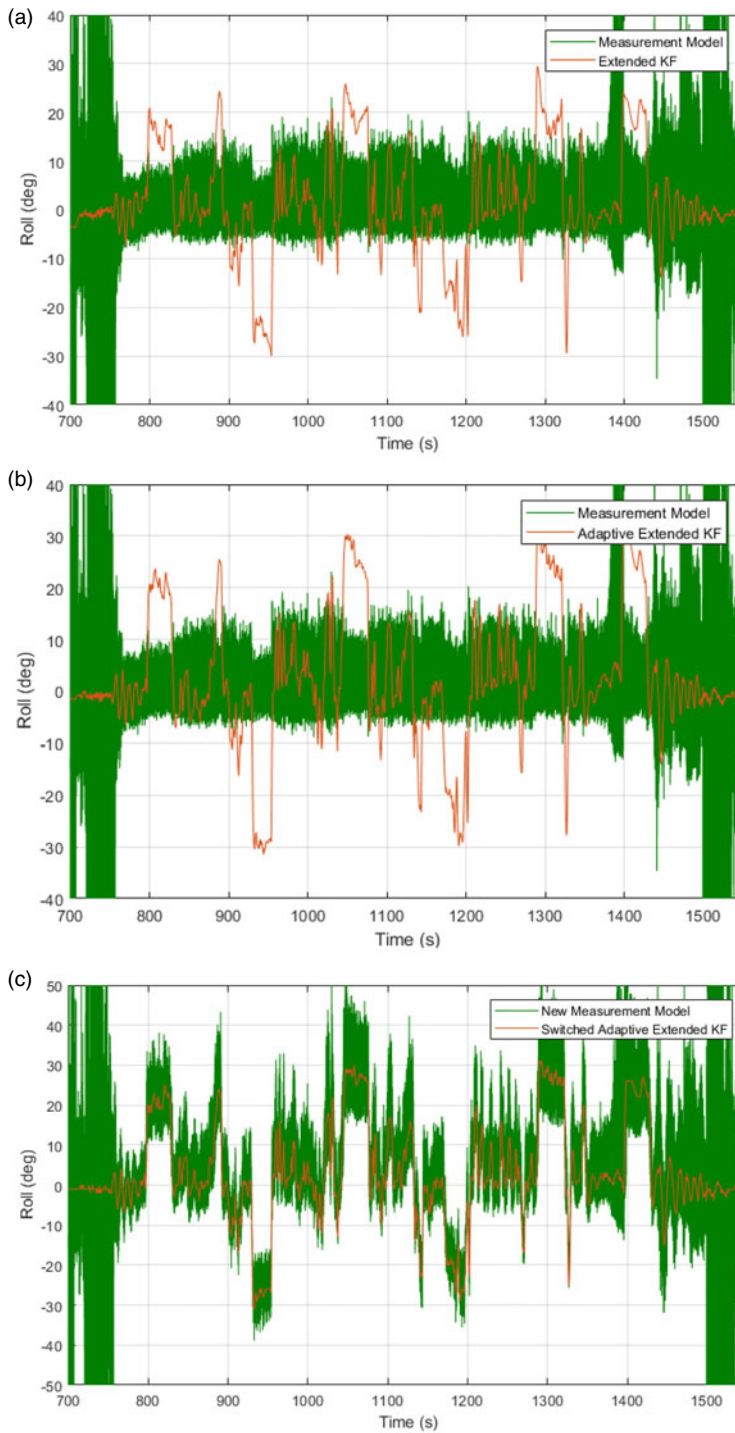 (a)
40
30
20
10
0
-10
-20
-30
-40
Roll (deg)
Measurement Model
Extended KF
700 800 900 1000 1100 1200 1300 1400 1500
Time (s)
(b)
40
30
20
10
0
-10
-20
-30
-40
Roll (deg)
Measurement Model
Adaptive Extended KF
700 800 900 1000 1100 1200 1300 1400 1500
Time (s)
(c)
50
40
30
20
10
0
-10
-20
-30
-40
-50
Roll (deg)
New Measurement Model
Switched Adaptive Extended KF
700 800 900 1000 1100 1200 1300 1400 1500
Time (s)